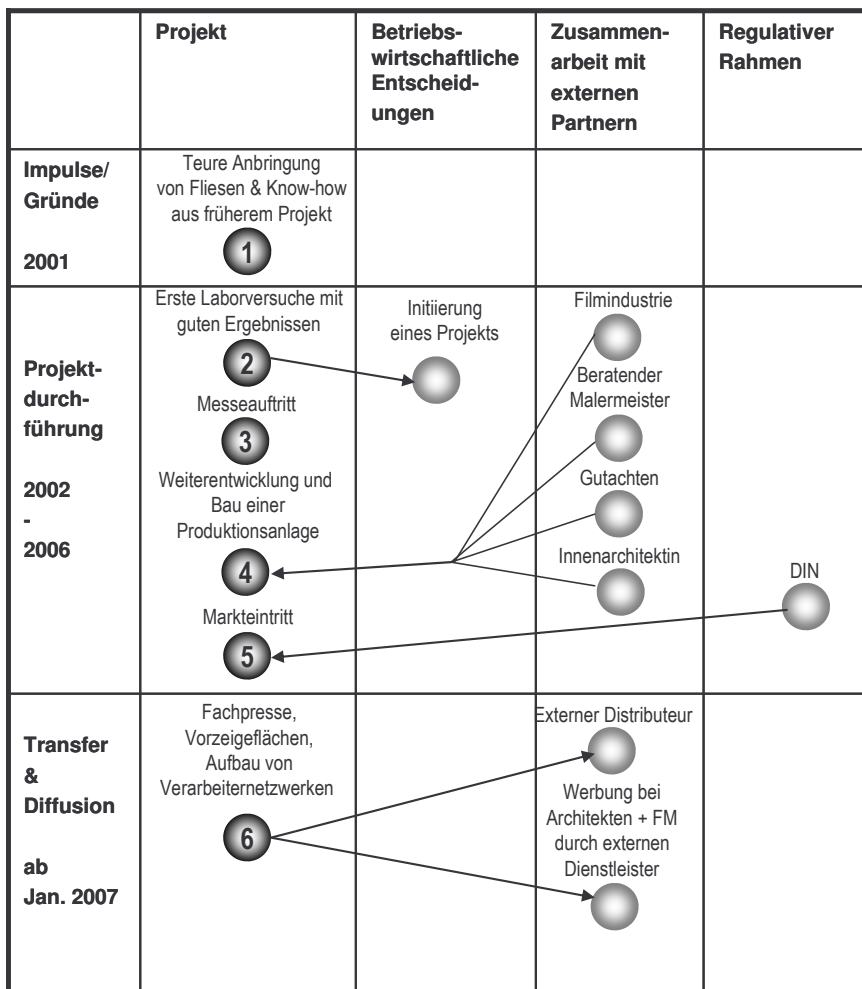 Projekt
Betriebs-
wirtschaftliche
Entscheid-
ungen
Zusammen-
arbeit mit
externen
Partnern
Regulativer
Rahmen
Impulse/
Gründe
2001
Teure Anbringung
von Fliesen & Know-how
aus früherem Projekt
1
Projekt-
durch-
führung
2002
-
2006
Erste Laborversuche mit
guten Ergebnissen
2
Messeauftritt
3
Weiterentwicklung und
Bau einer
Produktionsanlage
4
Markteintritt
5
Initiierung
eines Projekts
Filmindustrie
Beratender
Malermeister
Gutachten
Innenarchitektin
DIN
Transfer
&
Diffusion
ab
Jan. 2007
Fachpresse,
Vorzeigeflächen,
Aufbau von
Verarbeiternetzwerken
6
Externer Distributeur
Werbung bei
Architekten + FM
durch externen
Dienstleister